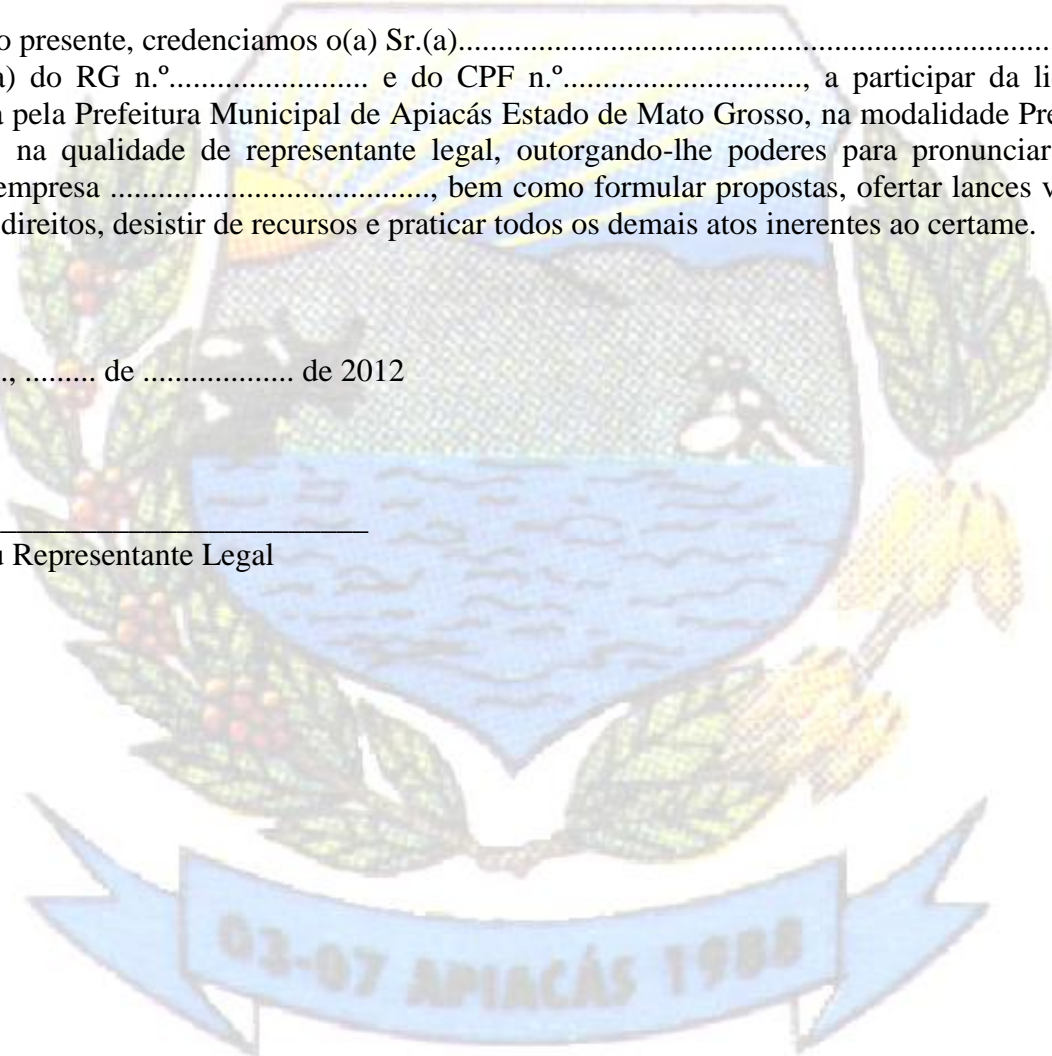 o presente, credenciamos o(a) Sr.(a)..........................................................................
a) do RG n.º......................... e do CPF n.º.............................., a participar da li
a pela Prefeitura Municipal de Apiacás Estado de Mato Grosso, na modalidade Pre
na qualidade de representante legal, outorgando-lhe poderes para pronunciar
empresa ........................................, bem como formular propostas, ofertar lances v
direitos, desistir de recursos e praticar todos os demais atos inerentes ao certame.
., ......... de ................... de 2012
_______________________
u Representante Legal
03-07 APIACÁS 1988